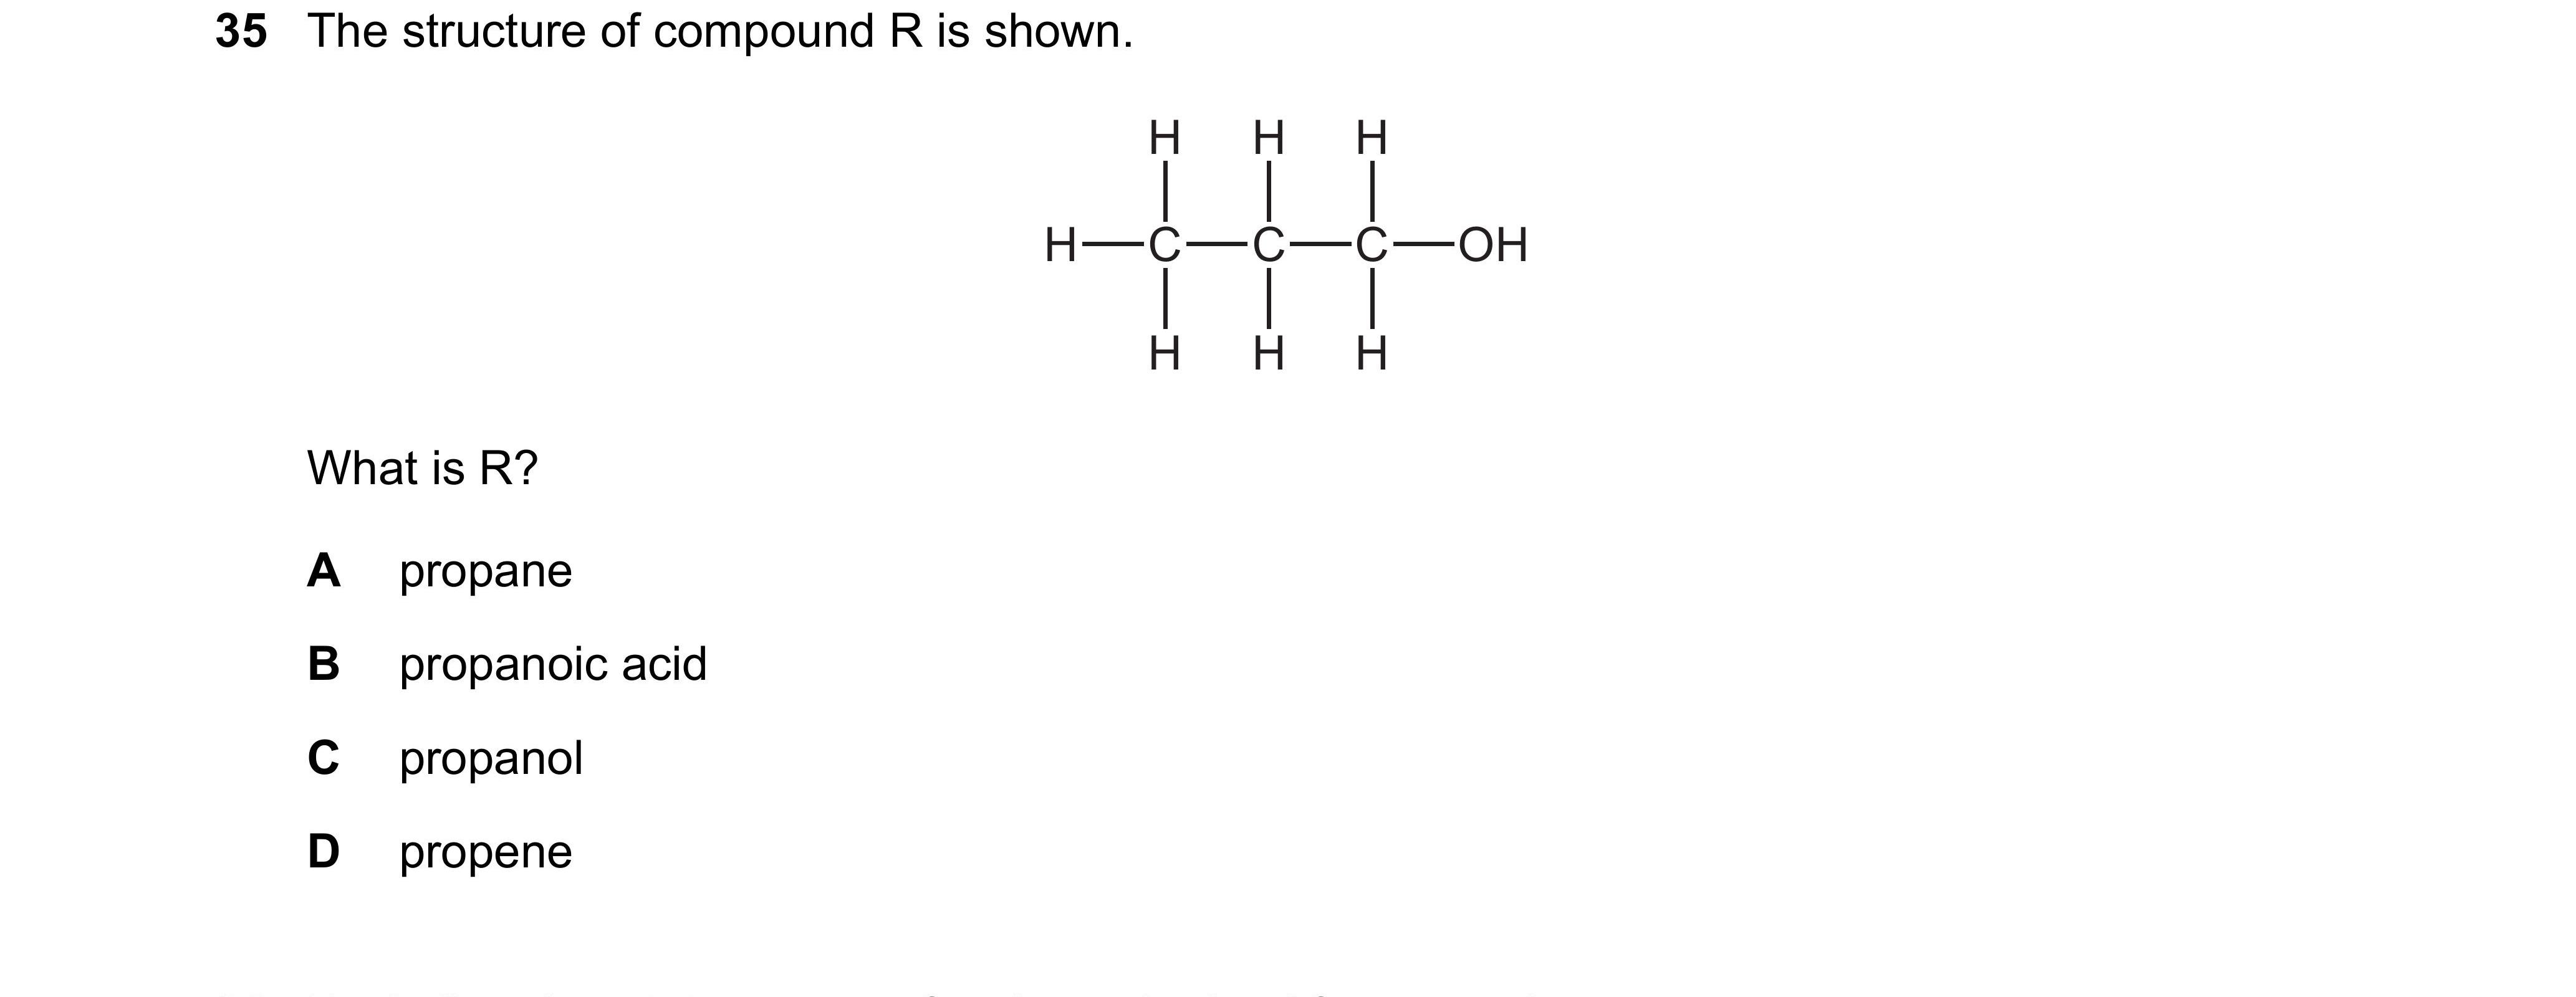 35 The structure of compound R is shown.
H H H
H C C C OH
H H H
What is R?
A propane
B propanoic acid
C propanol
D propene